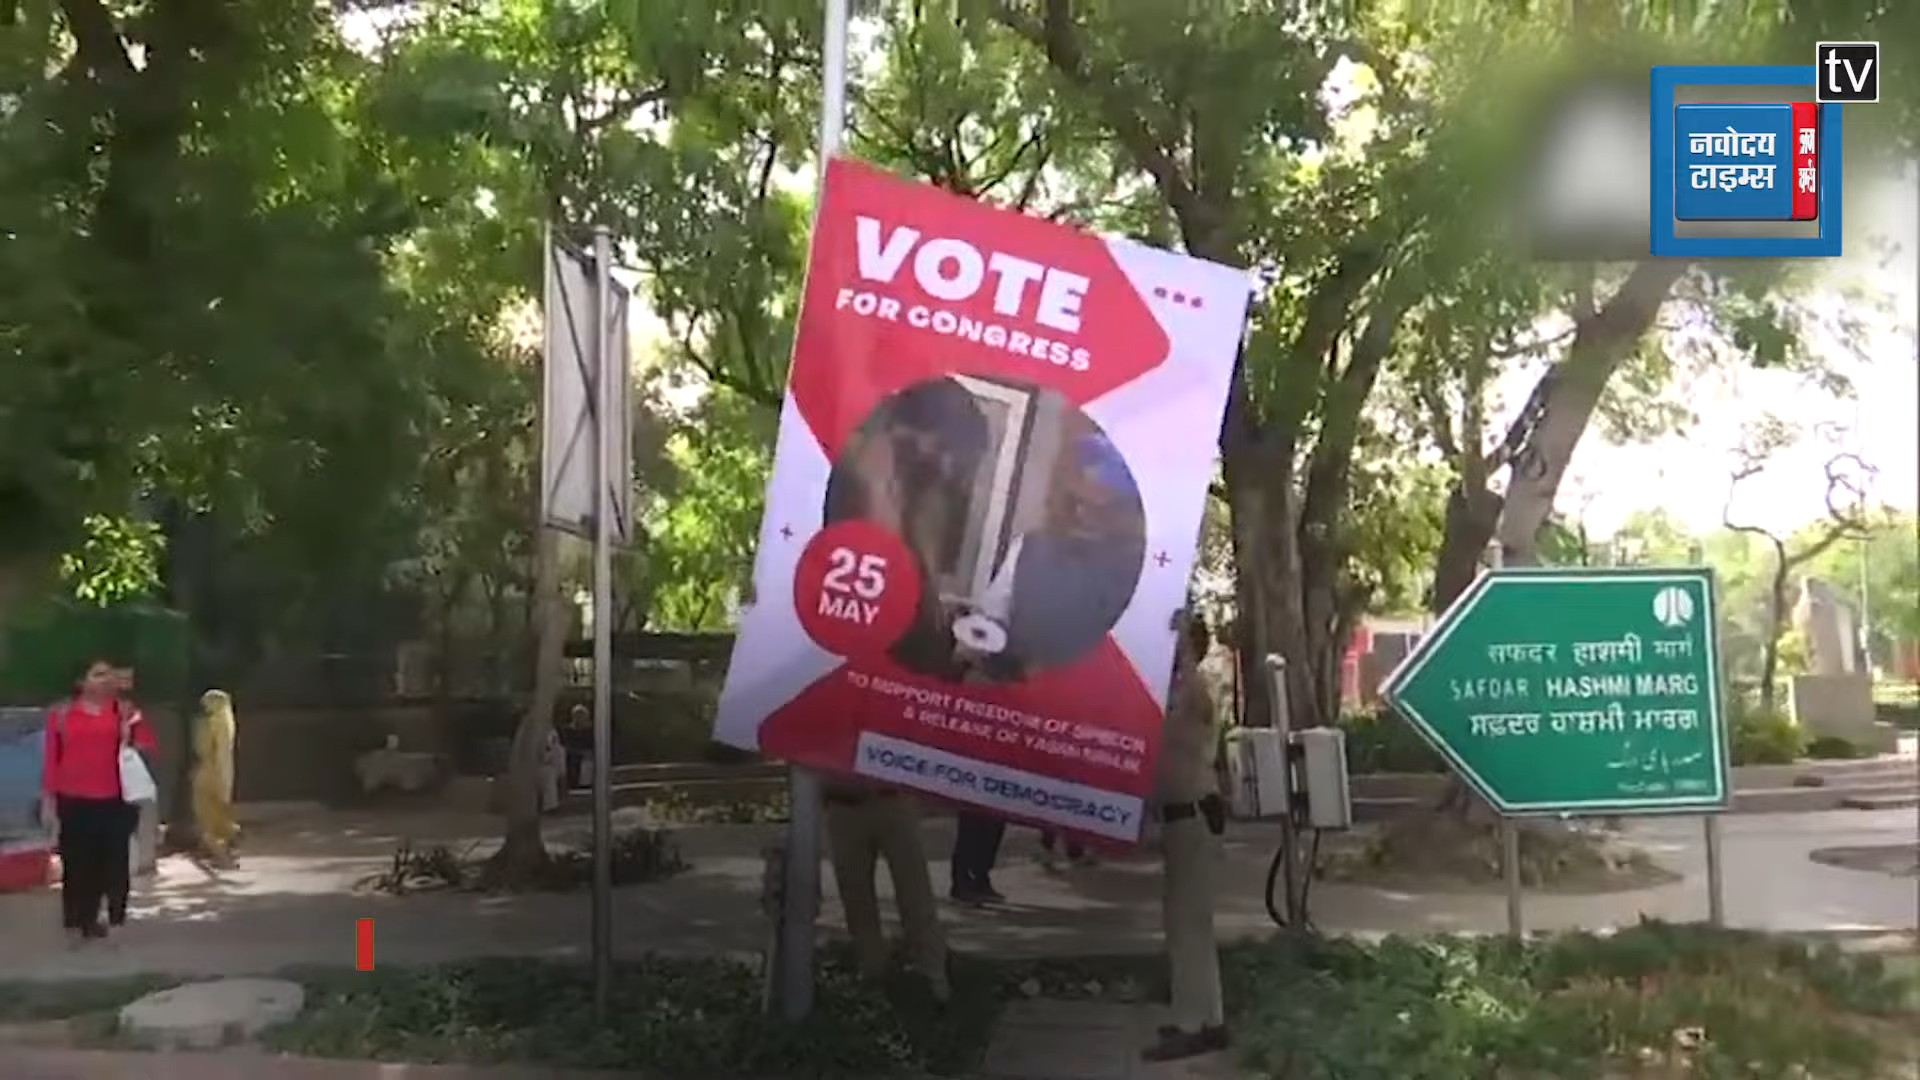 tv
नवोदय
टाइम्स
VOTE
FOR CONGRESS
25
MAY
TO SUPPORT FREEDOM OF SPEECH
& RELEASE OF YASIN MALIK
VOICE FOR DEMOCRACY
सफदर हाशमी मार्ग
SAFDAR HASHMI MARG
ਸਫ਼ਦਰ ਹਾਸ਼ਮੀ ਮਾਰਗ